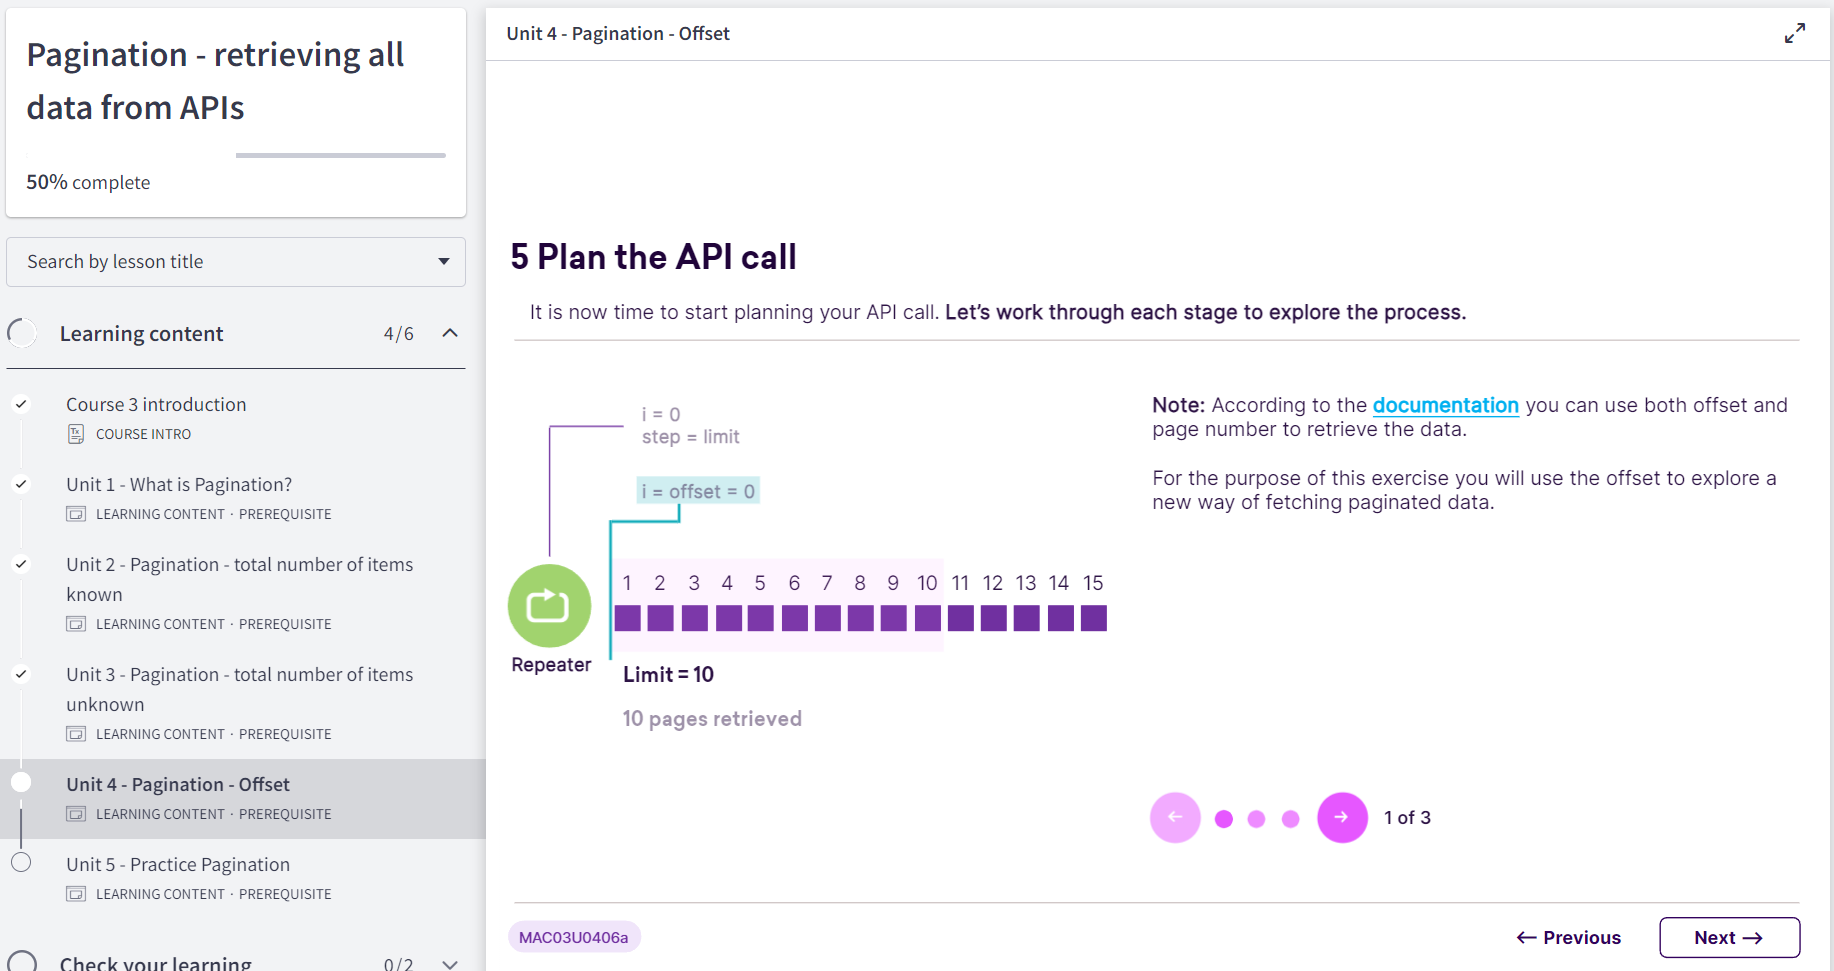 Pagination - retrieving all
data from APIs
50% complete
Search by lesson title
Learning content 4/6
Course 3 introduction
Tx COURSE INTRO
Unit 1 - What is Pagination?
LEARNING CONTENT · PREREQUISITE
Unit 2 - Pagination - total number of items
known
LEARNING CONTENT · PREREQUISITE
Unit 3 - Pagination - total number of items
unknown
LEARNING CONTENT · PREREQUISITE
Unit 4 - Pagination - Offset
LEARNING CONTENT · PREREQUISITE
Unit 5 - Practice Pagination
LEARNING CONTENT · PREREQUISITE
Check your learning 0/2
Unit 4 - Pagination - Offset
5 Plan the API call
It is now time to start planning your API call. Let's work through each stage to explore the process.
i = 0
step = limit
i = offset = 0
1 2 3 4 5 6 7 8 9 10 11 12 13 14 15
Repeater
Limit = 10
10 pages retrieved
Note: According to the documentation you can use both offset and
page number to retrieve the data.
For the purpose of this exercise you will use the offset to explore a
new way of fetching paginated data.
1 of 3
MAC03U0406a
← Previous
Next →